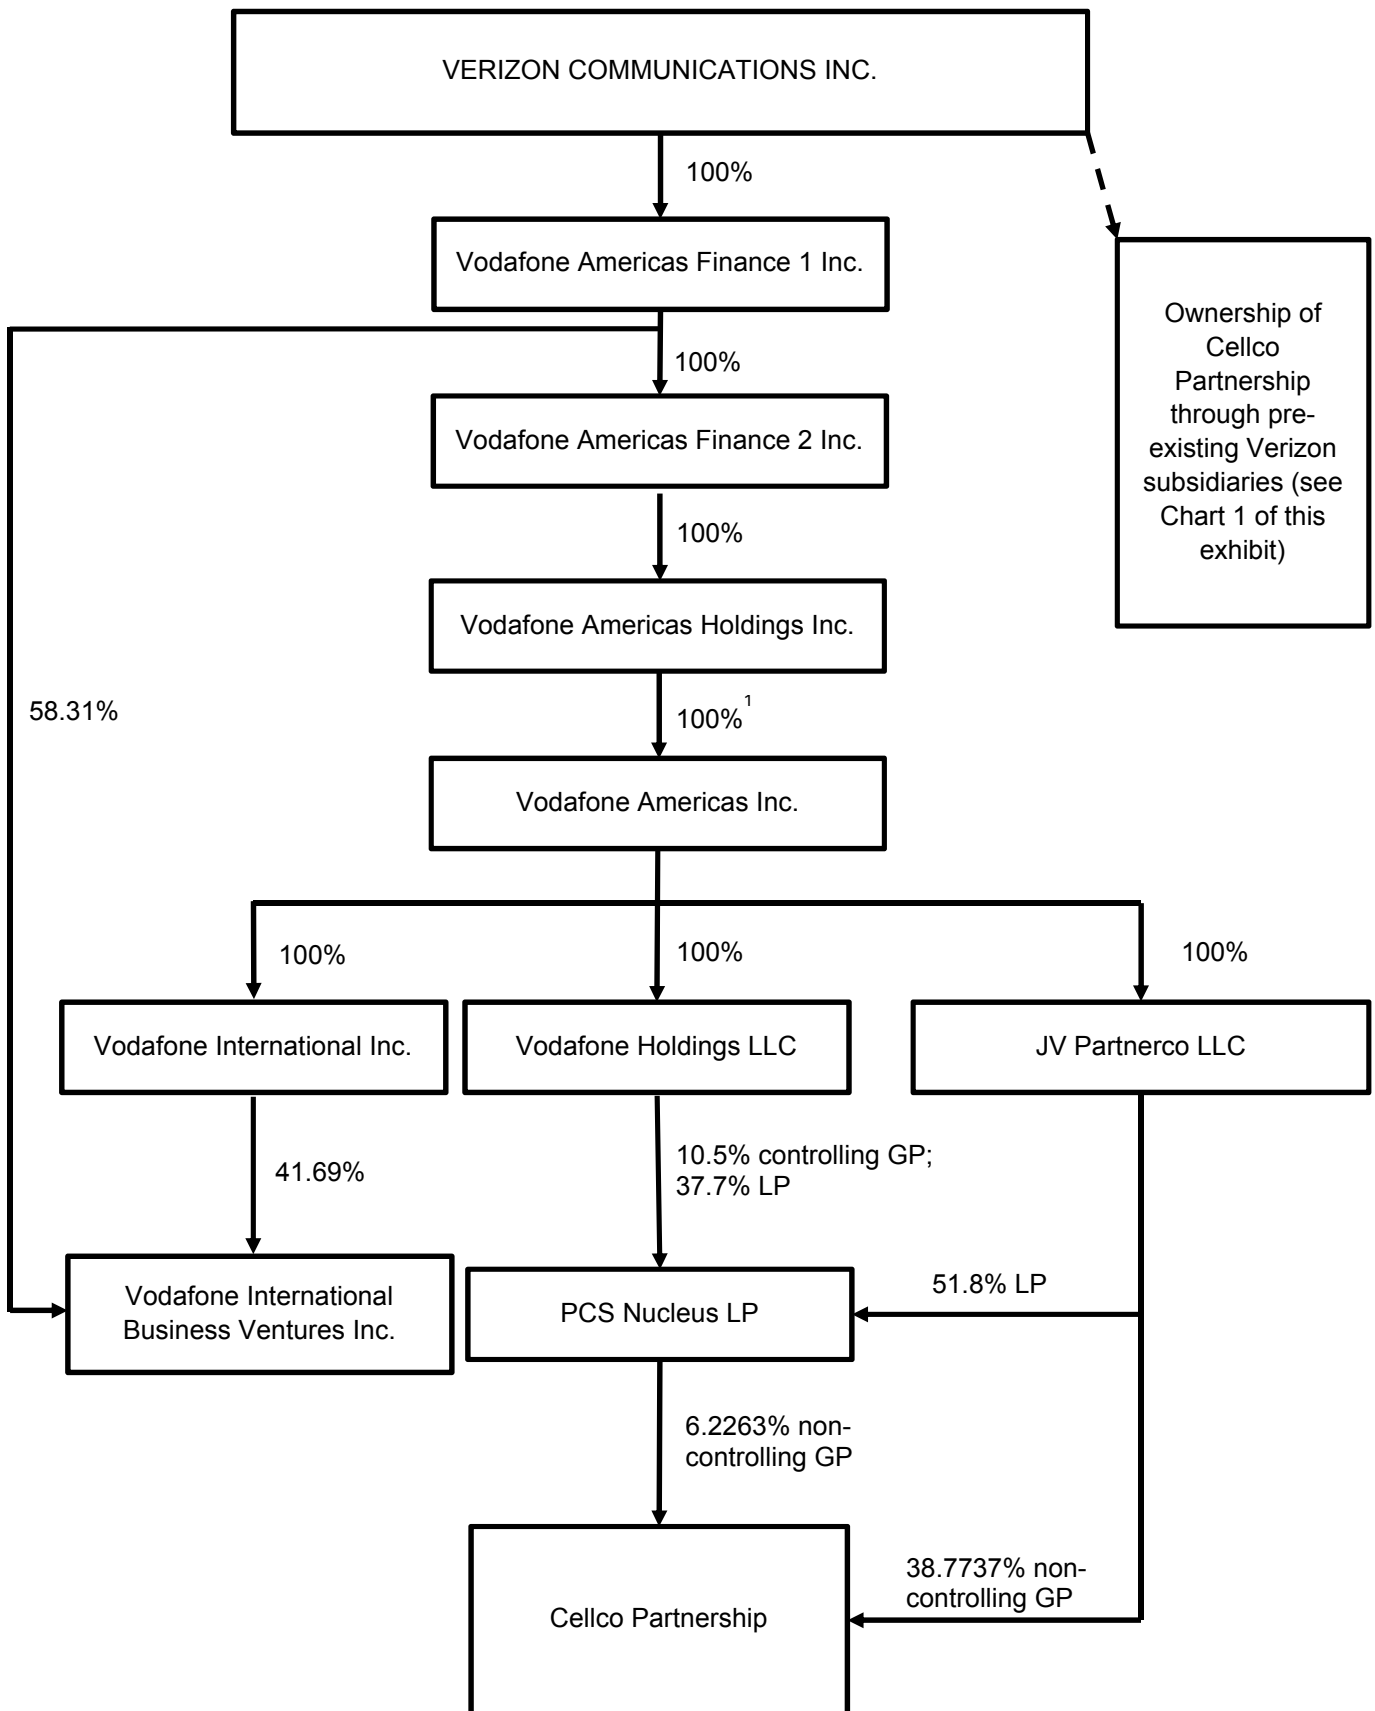 VERIZON COMMUNICATIONS INC.
100%
Vodafone Americas Finance 1 Inc.
Ownership of
Cellco
Partnership
through pre-
existing Verizon
subsidiaries (see
Chart 1 of this
exhibit)
100%
Vodafone Americas Finance 2 Inc.
100%
Vodafone Americas Holdings Inc.
58.31%
100%¹
Vodafone Americas Inc.
100%
100%
100%
Vodafone International Inc.
Vodafone Holdings LLC
JV Partnerco LLC
41.69%
10.5% controlling GP;
37.7% LP
Vodafone International
Business Ventures Inc.
PCS Nucleus LP
51.8% LP
6.2263% non-
controlling GP
38.7737% non-
controlling GP
Cellco Partnership